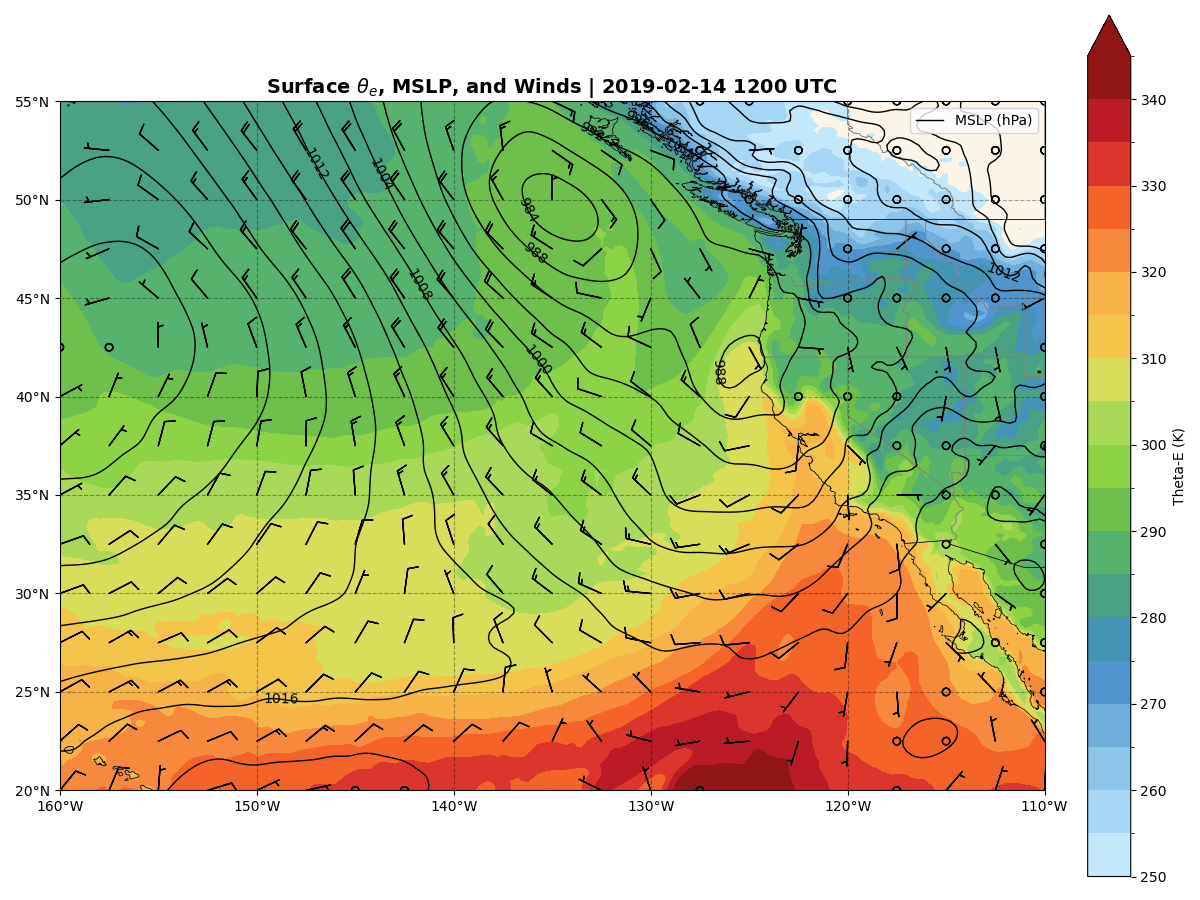 Surface θₑ, MSLP, and Winds | 2019-02-14 1200 UTC
MSLP (hPa)
55°N
50°N
45°N
40°N
35°N
30°N
25°N
20°N
160°W
150°W
140°W
130°W
120°W
110°W
1012
1004
984
988
1008
1000
988
1012
1016
340
330
320
310
300
290
280
270
260
250
Theta-E (K)